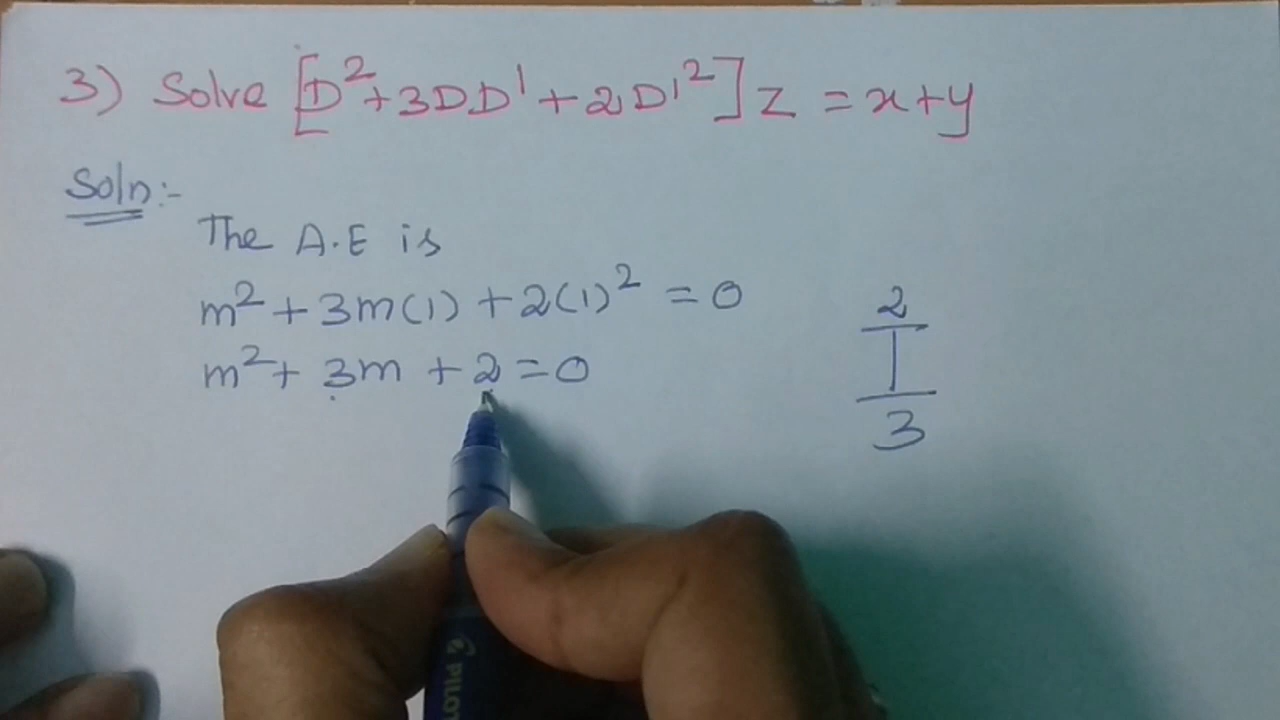 3) Solve [D²+3DD'+2D'²]z = x+y
Soln:-
The A.E is
m²+3m(1)+2(1)² = 0
m²+ 3m + 2 = 0
2
3
PILOT